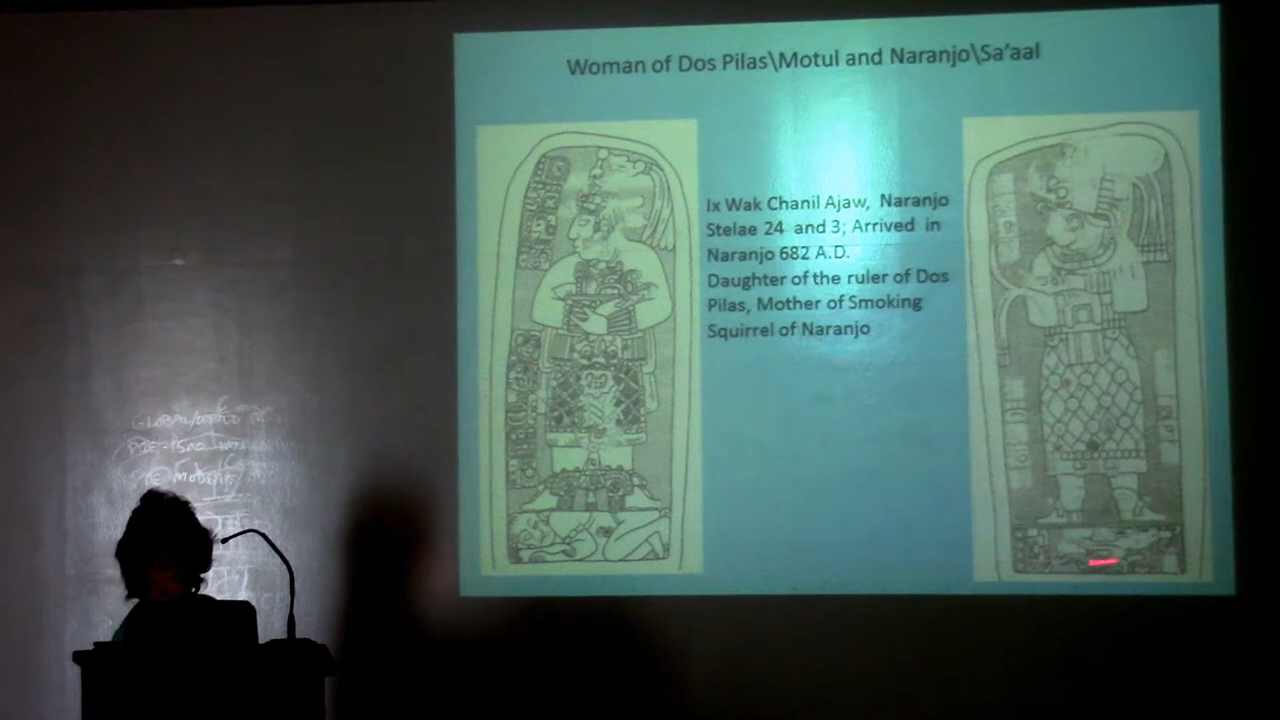 Woman of Dos Pilas\Motul and Naranjo\Sa'aal
Ix Wak Chanil Ajaw, Naranjo
Stelae 24 and 3; Arrived in
Naranjo 682 A.D.
Daughter of the ruler of Dos
Pilas, Mother of Smoking
Squirrel of Naranjo
GLOBAL/